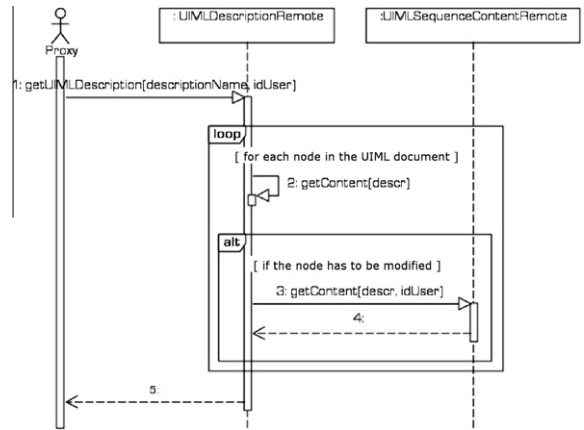 : UIMLDescriptionRemote
:UIMLSequenceContentRemote
Proxy
1: getUIMLDescription(descriptionName, idUser)
loop
[ for each node in the UIML document ]
2: getContent(descr)
alt
[ if the node has to be modified ]
3: getContent(descr, idUser)
4:
5: